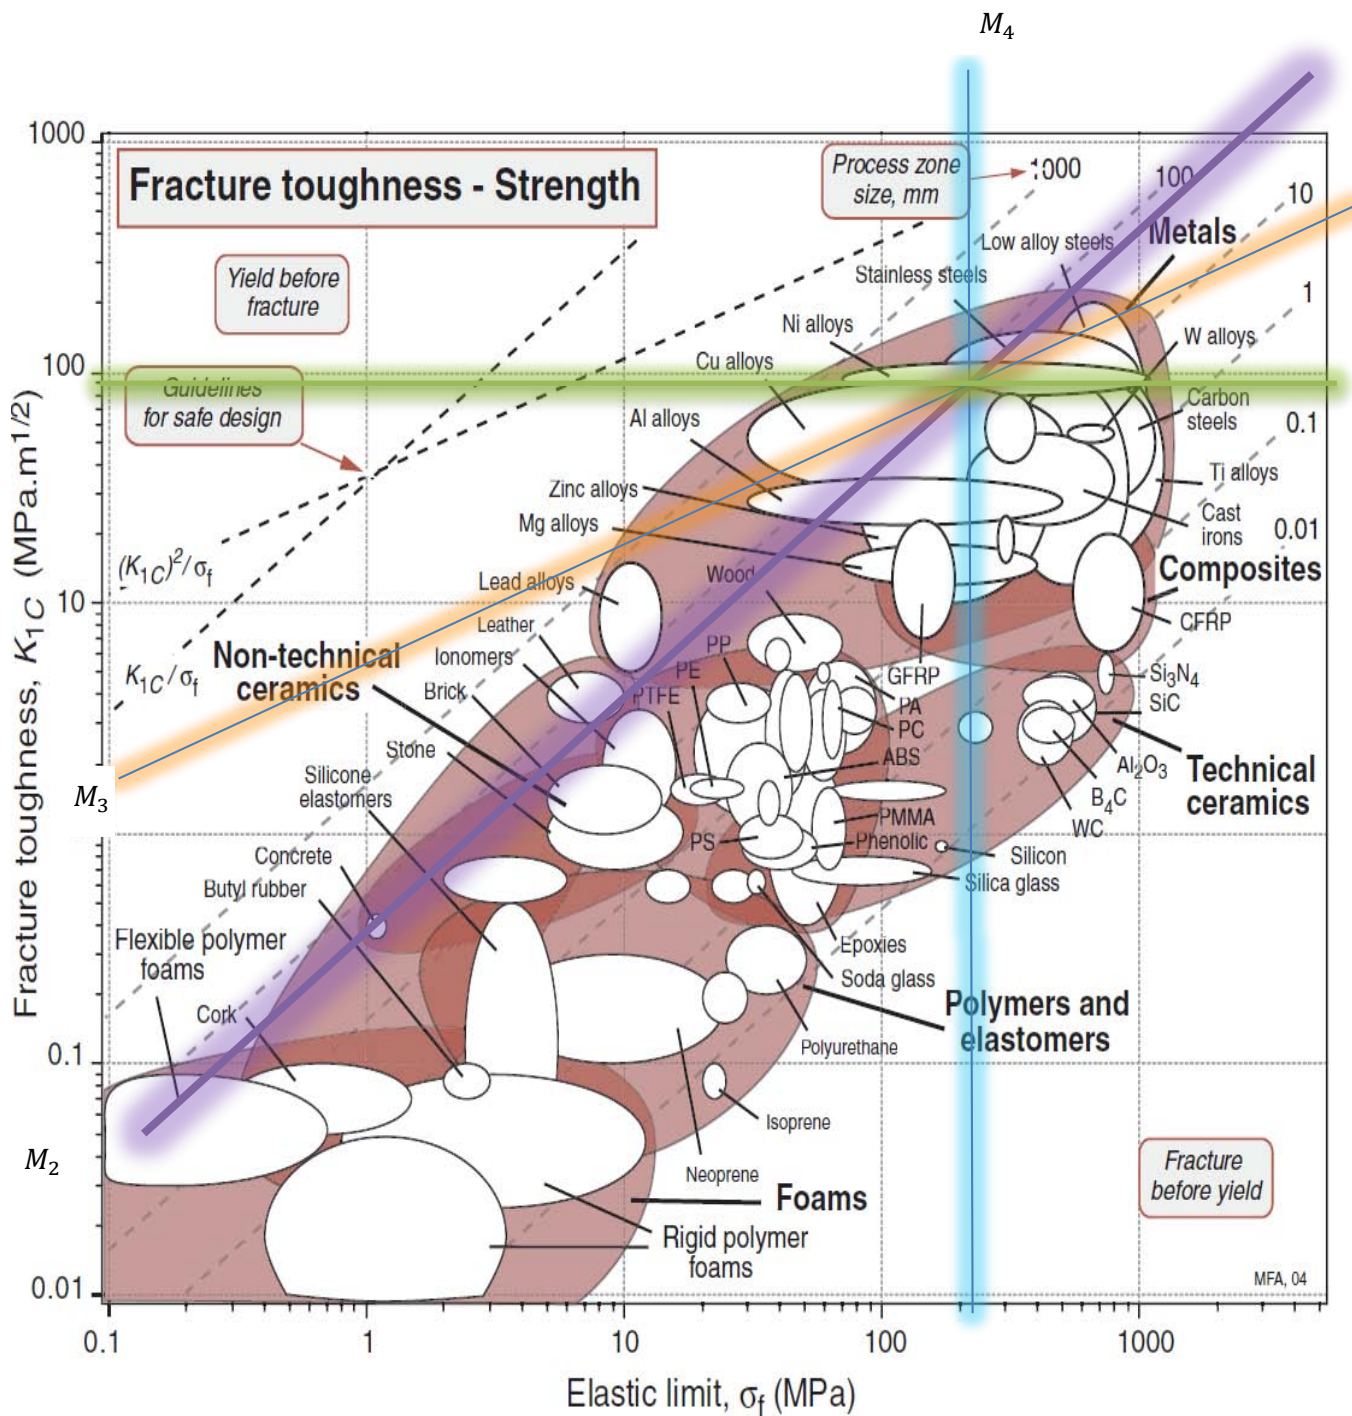 M₄
1000
Fracture toughness - Strength
Process zone
size, mm
1000
100
10
1
0.1
0.01
Yield before
fracture
Low alloy steels
Metals
Stainless steels
Ni alloys
W alloys
Cu alloys
100
Guidelines
for safe design
Carbon
steels
Al alloys
Ti alloys
Zinc alloys
Mg alloys
Cast
irons
(K₁C)²/σf
Lead alloys
Wood
Composites
10
CFRP
Leather
Non-technical
ceramics
Ionomers
PP
GFRP
K₁C/σf
Brick
PTFE
PE
PA
PC
Si₃N₄
SiC
Stone
ABS
Al₂O₃
Technical
ceramics
M₃
Silicone
elastomers
B₄C
WC
PMMA
PS
Phenolic
Concrete
Silicon
Butyl rubber
Silica glass
Flexible polymer
foams
Epoxies
Soda glass
Cork
Polymers and
elastomers
Polyurethane
0.1
Isoprene
M₂
Neoprene
Fracture
before yield
Foams
Rigid polymer
foams
0.01
MFA, 04
0.1
1
10
100
1000
Elastic limit, σf (MPa)
Fracture toughness, K₁C (MPa.m¹/²)